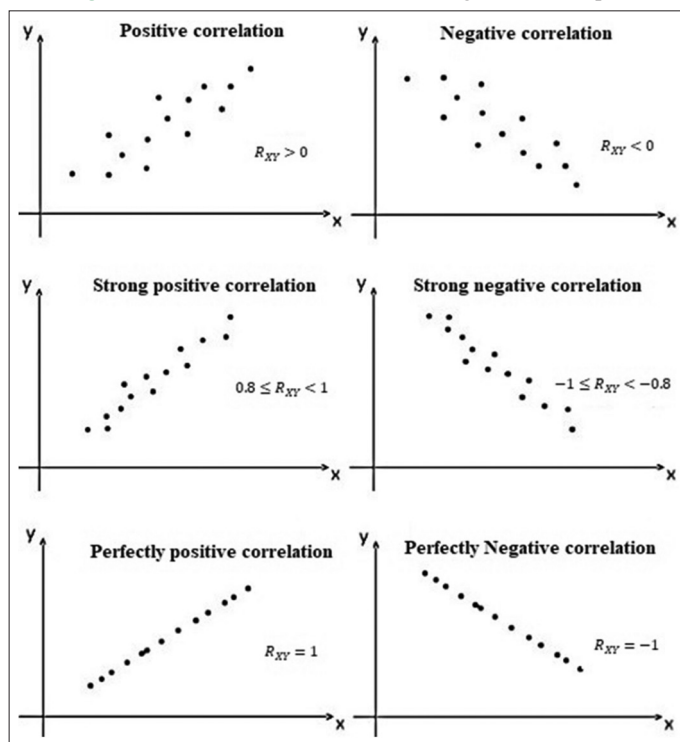 Positive correlation
y
R_XY > 0
x
Negative correlation
y
R_XY < 0
x
Strong positive correlation
y
0.8 ≤ R_XY < 1
x
Strong negative correlation
y
−1 ≤ R_XY < −0.8
x
Perfectly positive correlation
y
R_XY = 1
x
Perfectly Negative correlation
y
R_XY = −1
x